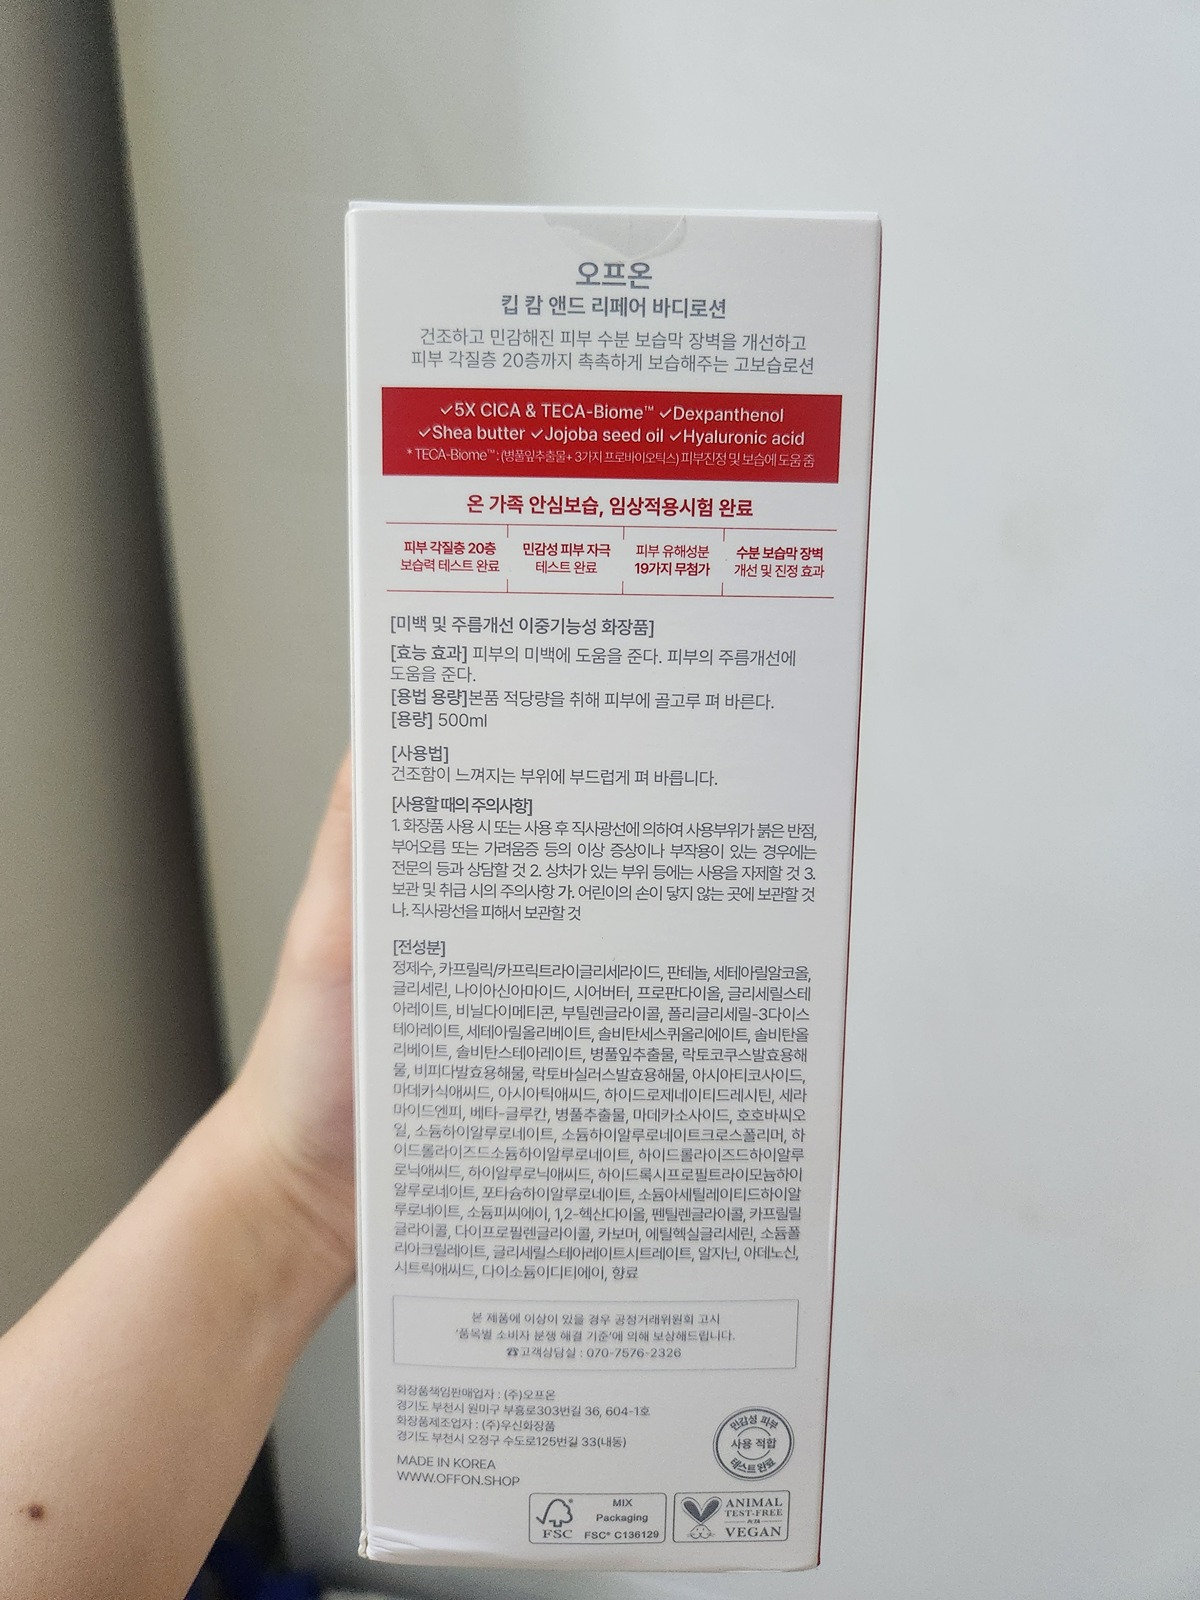 오프온
킵 캄 앤드 리페어 바디로션
건조하고 민감해진 피부 수분 보습막 장벽을 개선하고
피부 각질층 20층까지 촉촉하게 보습해주는 고보습로션
✓5X CICA & TECA-Biome™ ✓Dexpanthenol
✓Shea butter ✓Jojoba seed oil ✓Hyaluronic acid
* TECA-Biome™ : (병풀잎추출물+ 3가지 프로바이오틱스) 피부진정 및 보습에 도움 줌
온 가족 안심보습, 임상적용시험 완료
피부 각질층 20층
보습력 테스트 완료
민감성 피부 자극
테스트 완료
피부 유해성분
19가지 무첨가
수분 보습막 장벽
개선 및 진정 효과
[미백 및 주름개선 이중기능성 화장품]
[효능 효과] 피부의 미백에 도움을 준다. 피부의 주름개선에
도움을 준다.
[용법 용량]본품 적당량을 취해 피부에 골고루 펴 바른다.
[용량] 500ml
[사용법]
건조함이 느껴지는 부위에 부드럽게 펴 바릅니다.
[사용할 때의 주의사항]
1. 화장품 사용 시 또는 사용 후 직사광선에 의하여 사용부위가 붉은 반점,
부어오름 또는 가려움증 등의 이상 증상이나 부작용이 있는 경우에는
전문의 등과 상담할 것 2. 상처가 있는 부위 등에는 사용을 자제할 것 3.
보관 및 취급 시의 주의사항 가. 어린이의 손이 닿지 않는 곳에 보관할 것
나. 직사광선을 피해서 보관할 것
[전성분]
정제수, 카프릴릭/카프릭트라이글리세라이드, 판테놀, 세테아릴알코올,
글리세린, 나이아신아마이드, 시어버터, 프로판다이올, 글리세릴스테
아레이트, 비닐다이메티콘, 부틸렌글라이콜, 폴리글리세릴-3다이스
테아레이트, 세테아릴올리베이트, 솔비탄세스퀴올리에이트, 솔비탄올
리베이트, 솔비탄스테아레이트, 병풀잎추출물, 락토코쿠스발효용해
물, 비피다발효용해물, 락토바실러스발효용해물, 아시아티코사이드,
마데카식애씨드, 아시아틱애씨드, 하이드로제네이티드레시틴, 세라
마이드엔피, 베타-글루칸, 병풀추출물, 마데카소사이드, 호호바씨오
일, 소듐하이알루로네이트, 소듐하이알루로네이트크로스폴리머, 하
이드롤라이즈드소듐하이알루로네이트, 하이드롤라이즈드하이알루
로닉애씨드, 하이알루로닉애씨드, 하이드록시프로필트라이모늄하이
알루로네이트, 포타슘하이알루로네이트, 소듐아세틸레이티드하이알
루로네이트, 소듐피씨에이, 1,2-헥산다이올, 펜틸렌글라이콜, 카프릴릴
글라이콜, 다이프로필렌글라이콜, 카보머, 에틸헥실글리세린, 소듐폴
리아크릴레이트, 글리세릴스테아레이트시트레이트, 알지닌, 아데노신,
시트릭애씨드, 다이소듐이디티에이, 향료
본 제품에 이상이 있을 경우 공정거래위원회 고시
'품목별 소비자 분쟁 해결 기준'에 의해 보상해드립니다.
☎고객상담실 : 070-7576-2326
화장품책임판매업자 : (주)오프온
경기도 부천시 원미구 부흥로303번길 36, 604-1호
화장품제조업자 : (주)우신화장품
경기도 부천시 오정구 수도로125번길 33(내동)
MADE IN KOREA
WWW.OFFON.SHOP
민감성 피부
사용 적합
테스트 완료
FSC
MIX
Packaging
FSC® C136129
ANIMAL
TEST-FREE
PETA
VEGAN